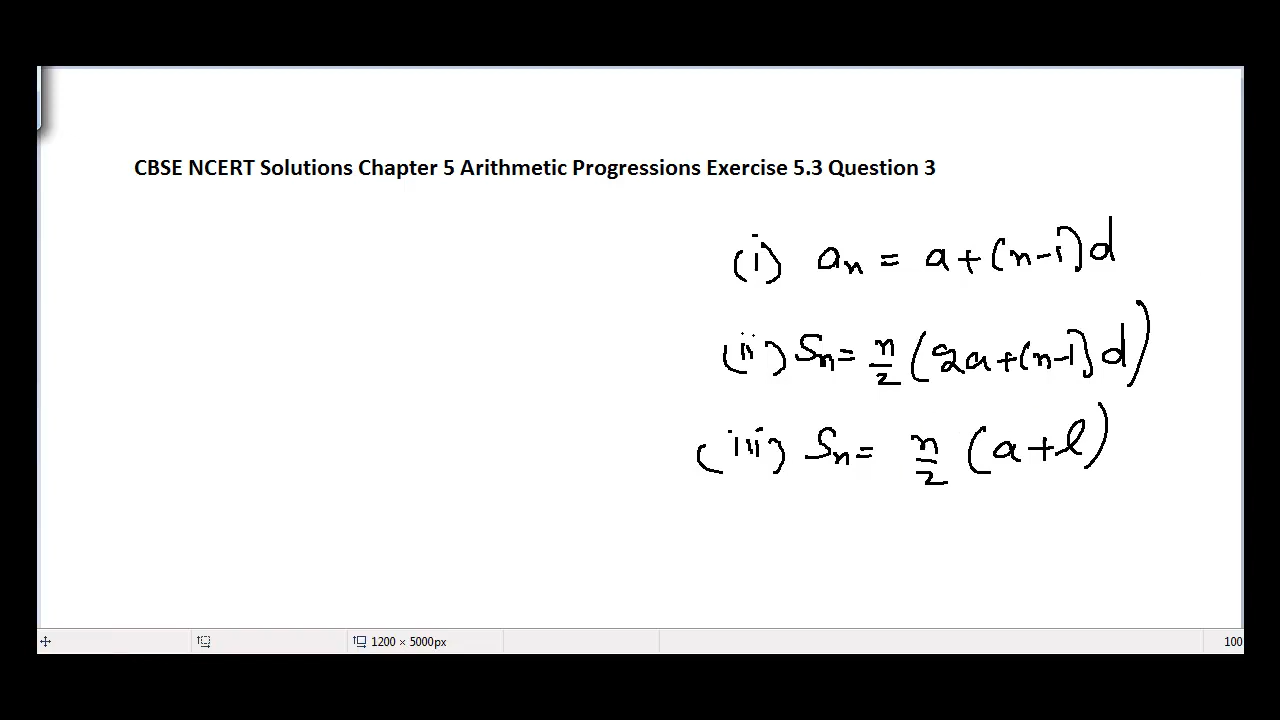 CBSE NCERT Solutions Chapter 5 Arithmetic Progressions Exercise 5.3 Question 3
(i) aₙ = a+(n-1)d
(ii) Sₙ= n/2 (2a+(n-1)d)
(iii) Sₙ= n/2 (a+l)
1200 × 5000px 100